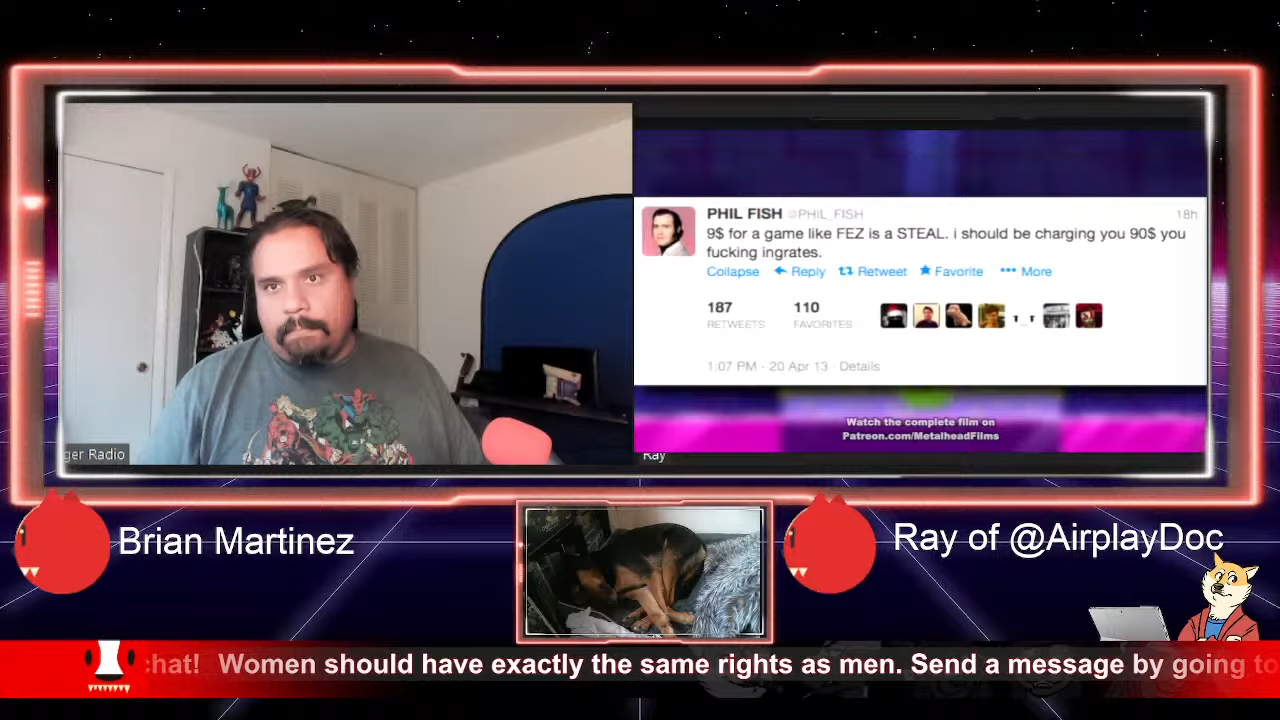 PHIL FISH @PHIL_FISH
18h
9$ for a game like FEZ is a STEAL. i should be charging you 90$ you
fucking ingrates.
Collapse Reply Retweet Favorite More
187
110
RETWEETS
FAVORITES
1:07 PM - 20 Apr 13 · Details
Watch the complete film on
Patreon.com/MetalheadFilms
ger Radio
Ray
Brian Martinez
Ray of @AirplayDoc
chat! Women should have exactly the same rights as men. Send a message by going to